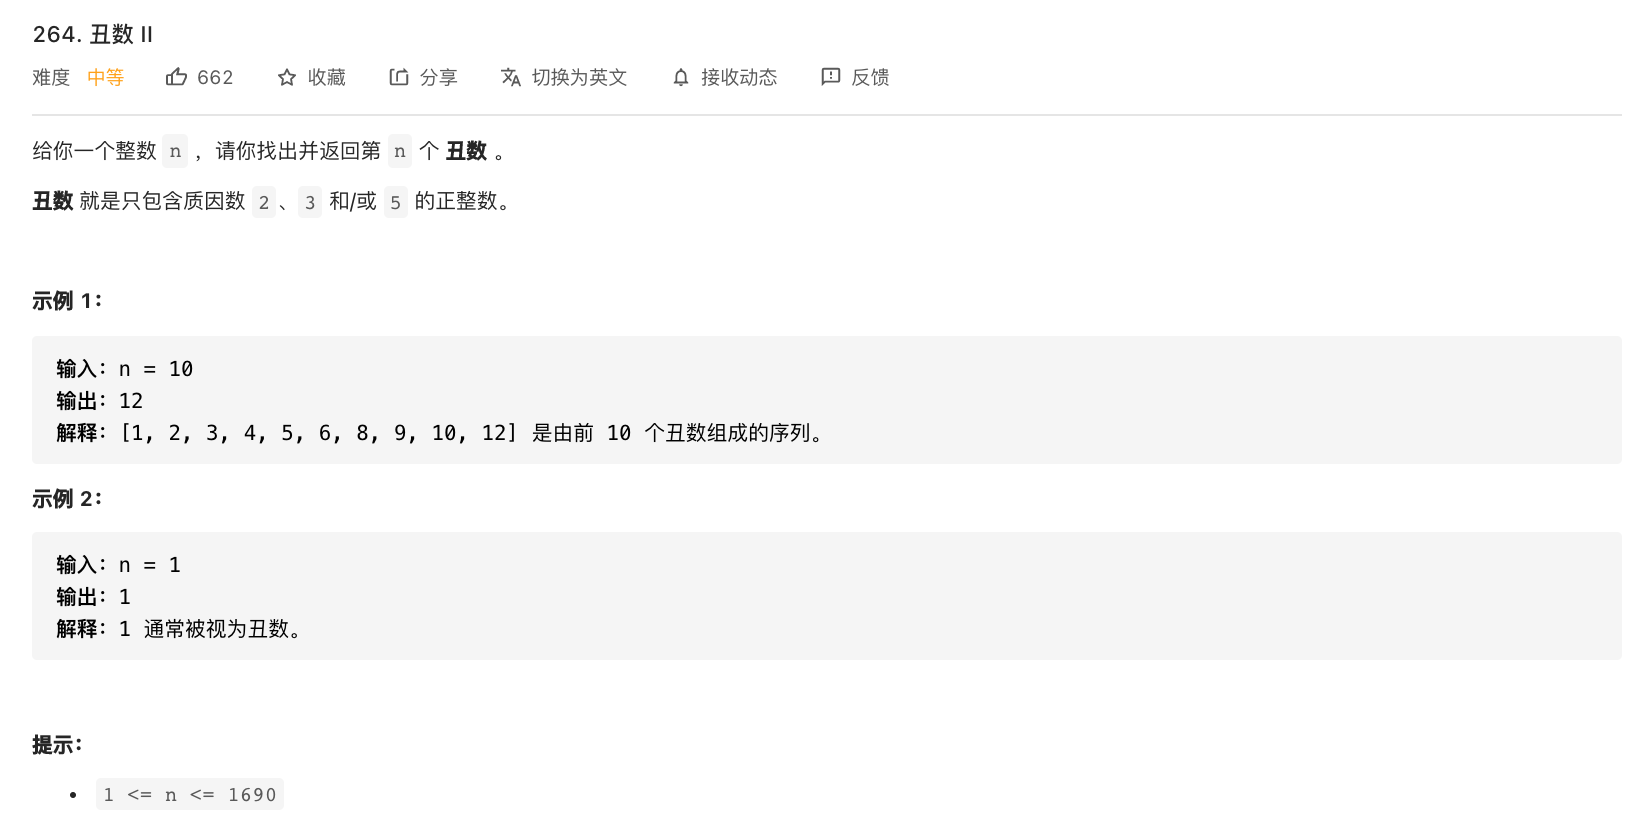 264. 丑数 II
难度 中等 662 收藏 分享 切换为英文 接收动态 反馈
给你一个整数 n ，请你找出并返回第 n 个 丑数 。
丑数 就是只包含质因数 2、3 和/或 5 的正整数。
示例 1：
输入：n = 10
输出：12
解释：[1, 2, 3, 4, 5, 6, 8, 9, 10, 12] 是由前 10 个丑数组成的序列。
示例 2：
输入：n = 1
输出：1
解释：1 通常被视为丑数。
提示：
• 1 <= n <= 1690